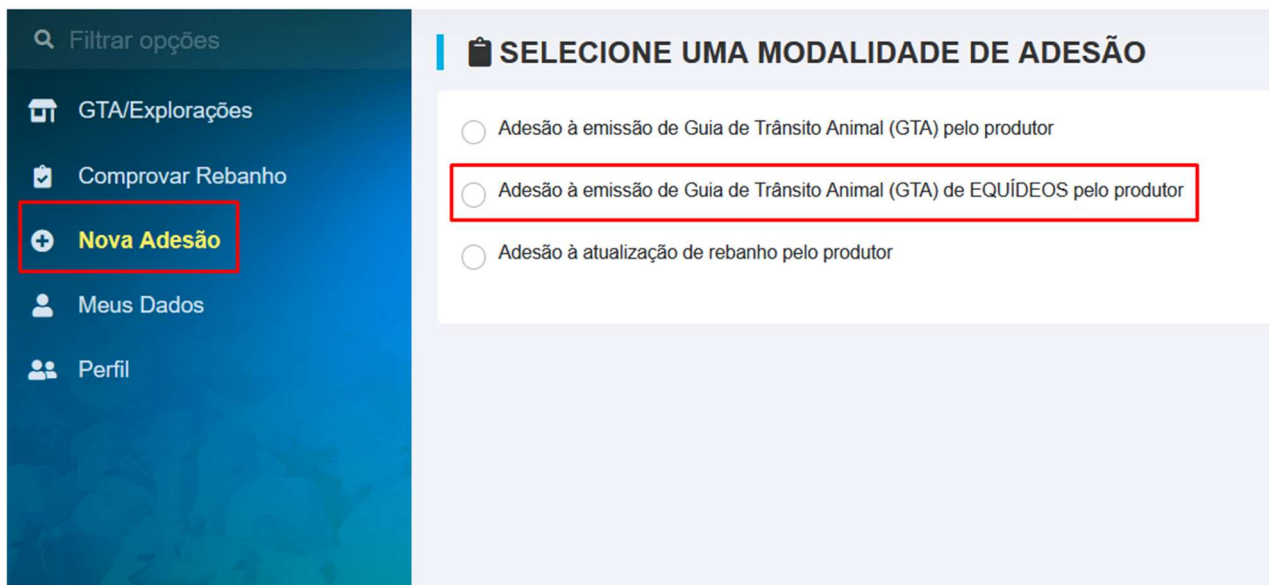 Filtrar opções
GTA/Explorações
Comprovar Rebanho
Nova Adesão
Meus Dados
Perfil
SELECIONE UMA MODALIDADE DE ADESÃO
Adesão à emissão de Guia de Trânsito Animal (GTA) pelo produtor
Adesão à emissão de Guia de Trânsito Animal (GTA) de EQUÍDEOS pelo produtor
Adesão à atualização de rebanho pelo produtor